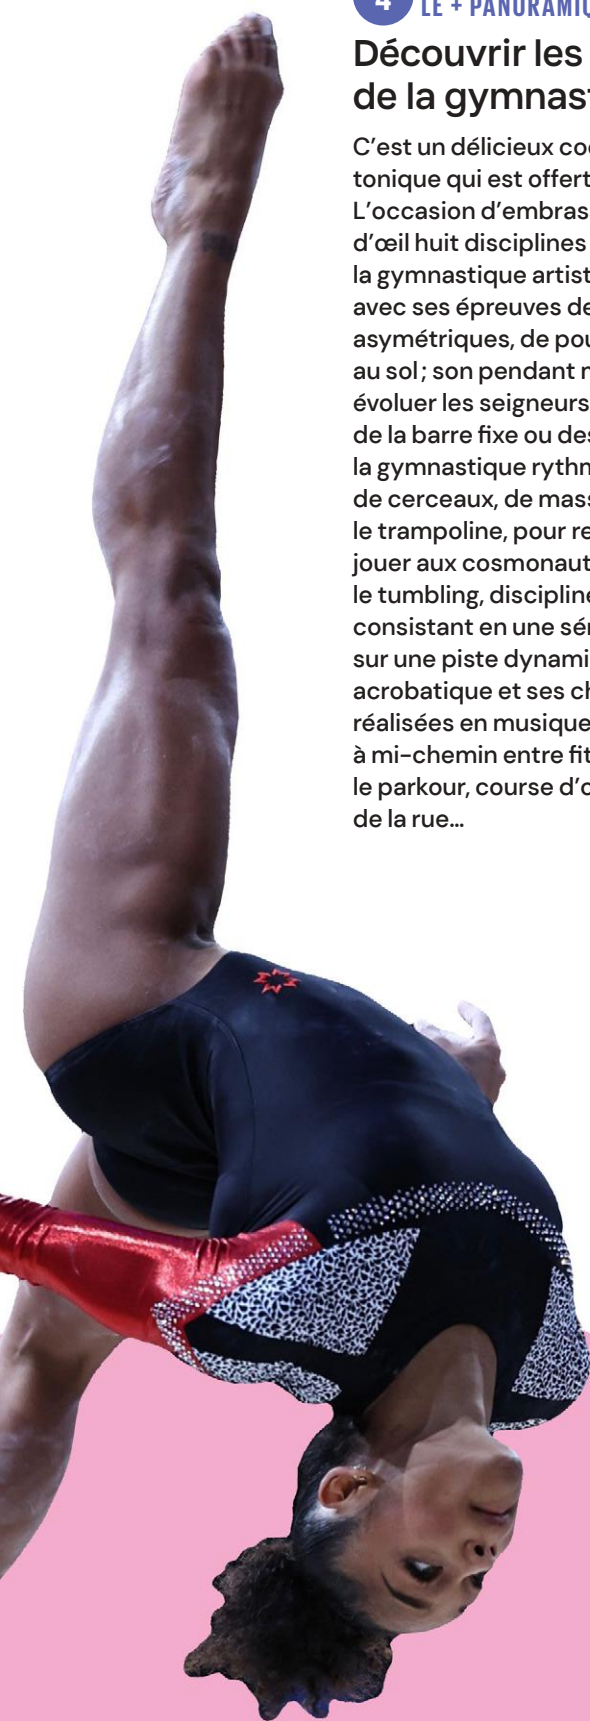 4 LE + PANORAMIQ
Découvrir les
de la gymnast
C’est un délicieux co
tonique qui est offert
L’occasion d’embras
d’œil huit disciplines
la gymnastique artist
avec ses épreuves de
asymétriques, de pou
au sol ; son pendant
évoluer les seigneurs
de la barre fixe ou des
la gymnastique rythm
de cerceaux, de mass
le trampoline, pour re
jouer aux cosmonaut
le tumbling, discipline
consistant en une sér
sur une piste dynami
acrobatique et ses ch
réalisées en musique
à mi-chemin entre fit
le parkour, course d’o
de la rue…